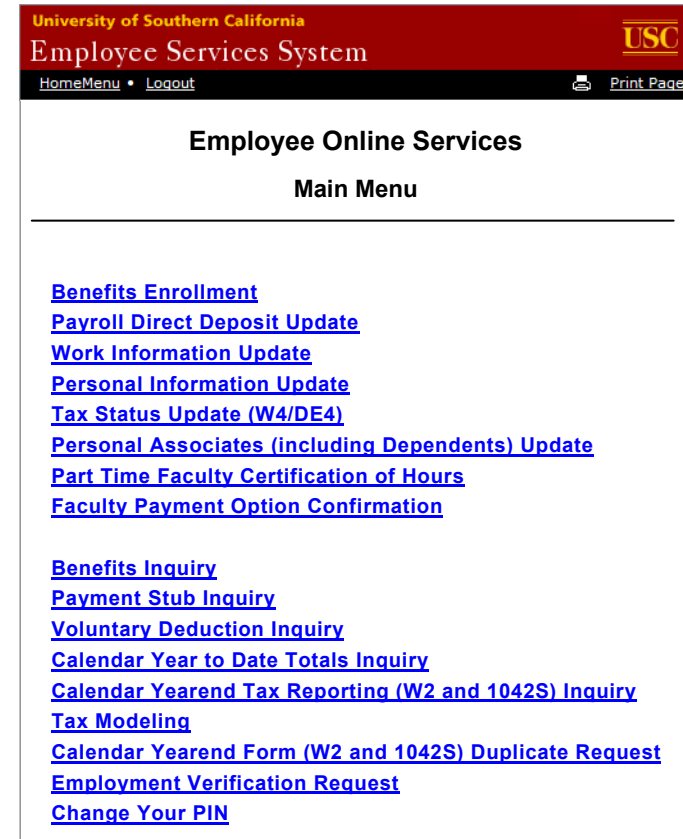 University of Southern California
USC
Employee Services System
HomeMenu • Logout Print Page
Employee Online Services
Main Menu
Benefits Enrollment
Payroll Direct Deposit Update
Work Information Update
Personal Information Update
Tax Status Update (W4/DE4)
Personal Associates (including Dependents) Update
Part Time Faculty Certification of Hours
Faculty Payment Option Confirmation
Benefits Inquiry
Payment Stub Inquiry
Voluntary Deduction Inquiry
Calendar Year to Date Totals Inquiry
Calendar Yearend Tax Reporting (W2 and 1042S) Inquiry
Tax Modeling
Calendar Yearend Form (W2 and 1042S) Duplicate Request
Employment Verification Request
Change Your PIN